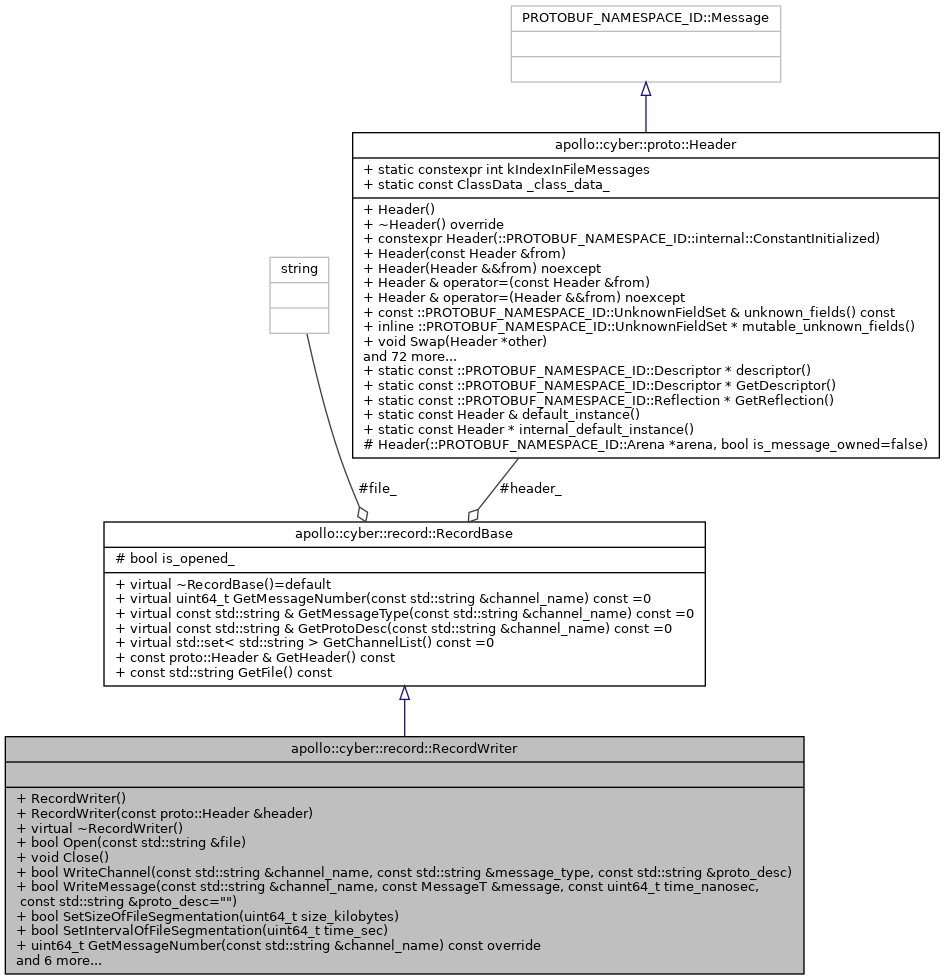 PROTOBUF_NAMESPACE_ID::Message
apollo::cyber::proto::Header
+ static constexpr int kIndexInFileMessages
+ static const ClassData _class_data_
+ Header()
+ ~Header() override
+ constexpr Header(::PROTOBUF_NAMESPACE_ID::internal::ConstantInitialized)
+ Header(const Header &from)
+ Header(Header &&from) noexcept
+ Header & operator=(const Header &from)
+ Header & operator=(Header &&from) noexcept
+ const ::PROTOBUF_NAMESPACE_ID::UnknownFieldSet & unknown_fields() const
+ inline ::PROTOBUF_NAMESPACE_ID::UnknownFieldSet * mutable_unknown_fields()
+ void Swap(Header *other)
and 72 more...
+ static const ::PROTOBUF_NAMESPACE_ID::Descriptor * descriptor()
+ static const ::PROTOBUF_NAMESPACE_ID::Descriptor * GetDescriptor()
+ static const ::PROTOBUF_NAMESPACE_ID::Reflection * GetReflection()
+ static const Header & default_instance()
+ static const Header * internal_default_instance()
# Header(::PROTOBUF_NAMESPACE_ID::Arena *arena, bool is_message_owned=false)
string
#file_
#header_
apollo::cyber::record::RecordBase
# bool is_opened_
+ virtual ~RecordBase()=default
+ virtual uint64_t GetMessageNumber(const std::string &channel_name) const =0
+ virtual const std::string & GetMessageType(const std::string &channel_name) const =0
+ virtual const std::string & GetProtoDesc(const std::string &channel_name) const =0
+ virtual std::set< std::string > GetChannelList() const =0
+ const proto::Header & GetHeader() const
+ const std::string GetFile() const
apollo::cyber::record::RecordWriter
+ RecordWriter()
+ RecordWriter(const proto::Header &header)
+ virtual ~RecordWriter()
+ bool Open(const std::string &file)
+ void Close()
+ bool WriteChannel(const std::string &channel_name, const std::string &message_type, const std::string &proto_desc)
+ bool WriteMessage(const std::string &channel_name, const MessageT &message, const uint64_t time_nanosec,
const std::string &proto_desc="")
+ bool SetSizeOfFileSegmentation(uint64_t size_kilobytes)
+ bool SetIntervalOfFileSegmentation(uint64_t time_sec)
+ uint64_t GetMessageNumber(const std::string &channel_name) const override
and 6 more...